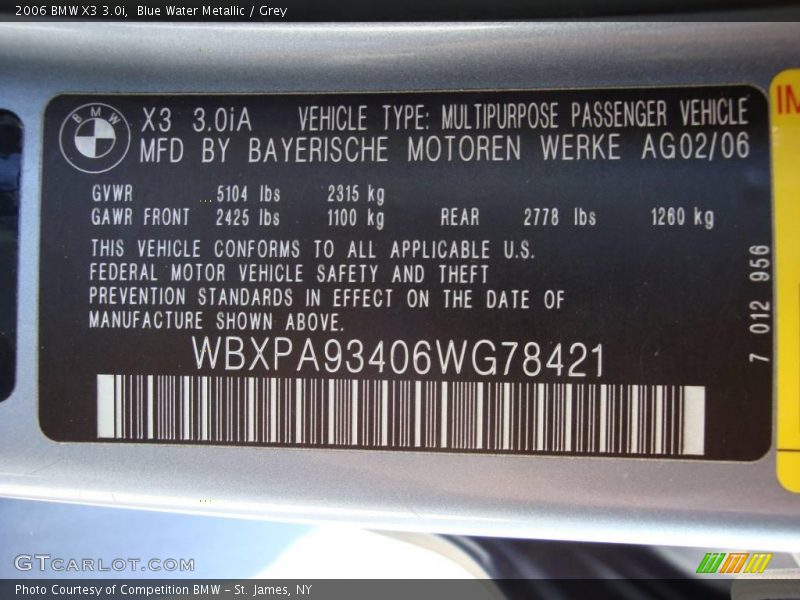 2006 BMW X3 3.0i,  Blue Water Metallic / Grey
BMW
X3 3.0iA VEHICLE TYPE: MULTIPURPOSE PASSENGER VEHICLE
MFD BY BAYERISCHE MOTOREN WERKE AG02/06
GVWR 5104 lbs 2315 kg
GAWR FRONT 2425 lbs 1100 kg REAR 2778 lbs 1260 kg
THIS VEHICLE CONFORMS TO ALL APPLICABLE U.S.
FEDERAL MOTOR VEHICLE SAFETY AND THEFT
PREVENTION STANDARDS IN EFFECT ON THE DATE OF
MANUFACTURE SHOWN ABOVE.
WBXPA93406WG78421
7 012 956
IM
GTCARLOT.COM
Photo Courtesy of Competition BMW - St. James, NY